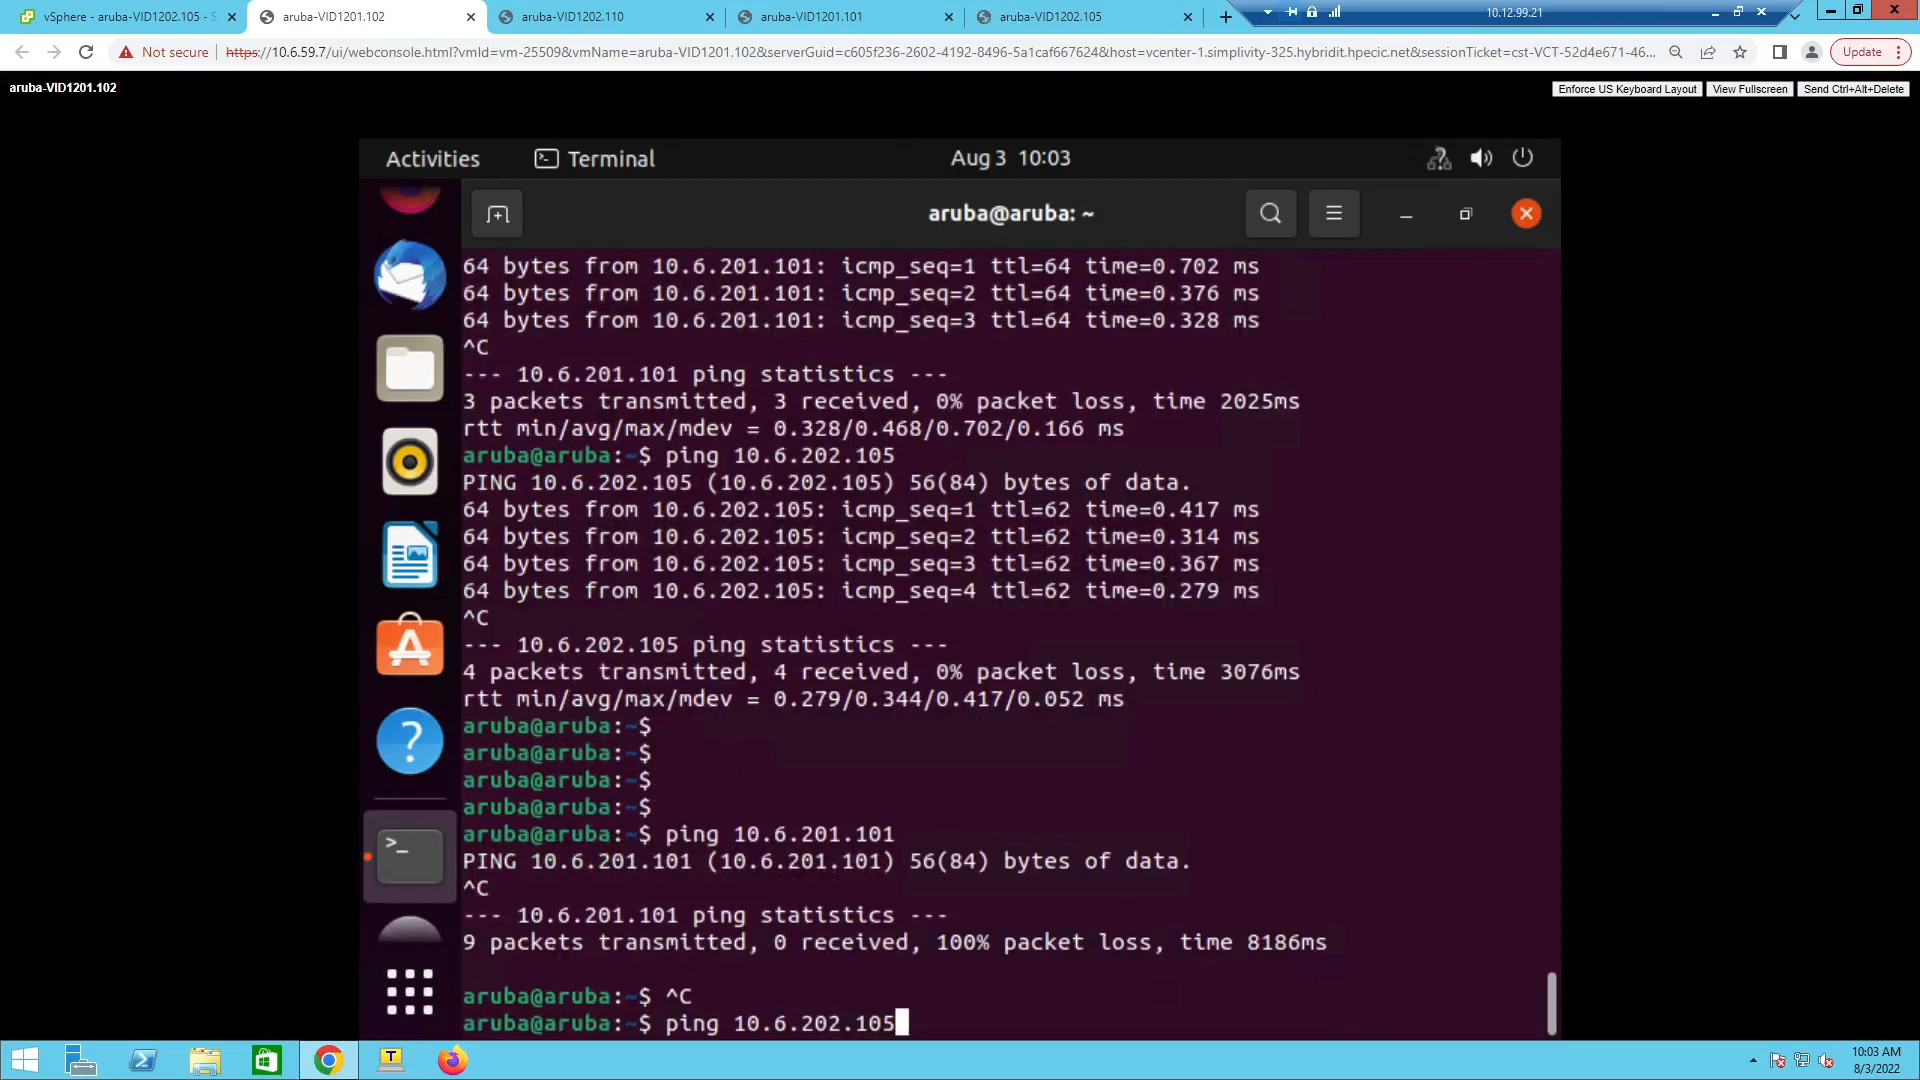 vSphere - aruba-VID1202.105 - S
aruba-VID1201.102
aruba-VID1202.110
aruba-VID1201.101
aruba-VID1202.105
10.12.99.21
Not secure
https://10.6.59.7/ui/webconsole.html?vmId=vm-25509&vmName=aruba-VID1201.102&serverGuid=c605f236-2602-4192-8496-5a1caf667624&host=vcenter-1.simplivity-325.hybridit.hpecic.net&sessionTicket=cst-VCT-52d4e671-46...
Update
aruba-VID1201.102
Enforce US Keyboard Layout
View Fullscreen
Send Ctrl+Alt+Delete
Activities
Terminal
Aug 3 10:03
aruba@aruba: ~
64 bytes from 10.6.201.101: icmp_seq=1 ttl=64 time=0.702 ms
64 bytes from 10.6.201.101: icmp_seq=2 ttl=64 time=0.376 ms
64 bytes from 10.6.201.101: icmp_seq=3 ttl=64 time=0.328 ms
^C
--- 10.6.201.101 ping statistics ---
3 packets transmitted, 3 received, 0% packet loss, time 2025ms
rtt min/avg/max/mdev = 0.328/0.468/0.702/0.166 ms
aruba@aruba:~$ ping 10.6.202.105
PING 10.6.202.105 (10.6.202.105) 56(84) bytes of data.
64 bytes from 10.6.202.105: icmp_seq=1 ttl=62 time=0.417 ms
64 bytes from 10.6.202.105: icmp_seq=2 ttl=62 time=0.314 ms
64 bytes from 10.6.202.105: icmp_seq=3 ttl=62 time=0.367 ms
64 bytes from 10.6.202.105: icmp_seq=4 ttl=62 time=0.279 ms
^C
--- 10.6.202.105 ping statistics ---
4 packets transmitted, 4 received, 0% packet loss, time 3076ms
rtt min/avg/max/mdev = 0.279/0.344/0.417/0.052 ms
aruba@aruba:~$
aruba@aruba:~$
aruba@aruba:~$
aruba@aruba:~$
aruba@aruba:~$ ping 10.6.201.101
PING 10.6.201.101 (10.6.201.101) 56(84) bytes of data.
^C
--- 10.6.201.101 ping statistics ---
9 packets transmitted, 0 received, 100% packet loss, time 8186ms
aruba@aruba:~$ ^C
aruba@aruba:~$ ping 10.6.202.105
10:03 AM
8/3/2022